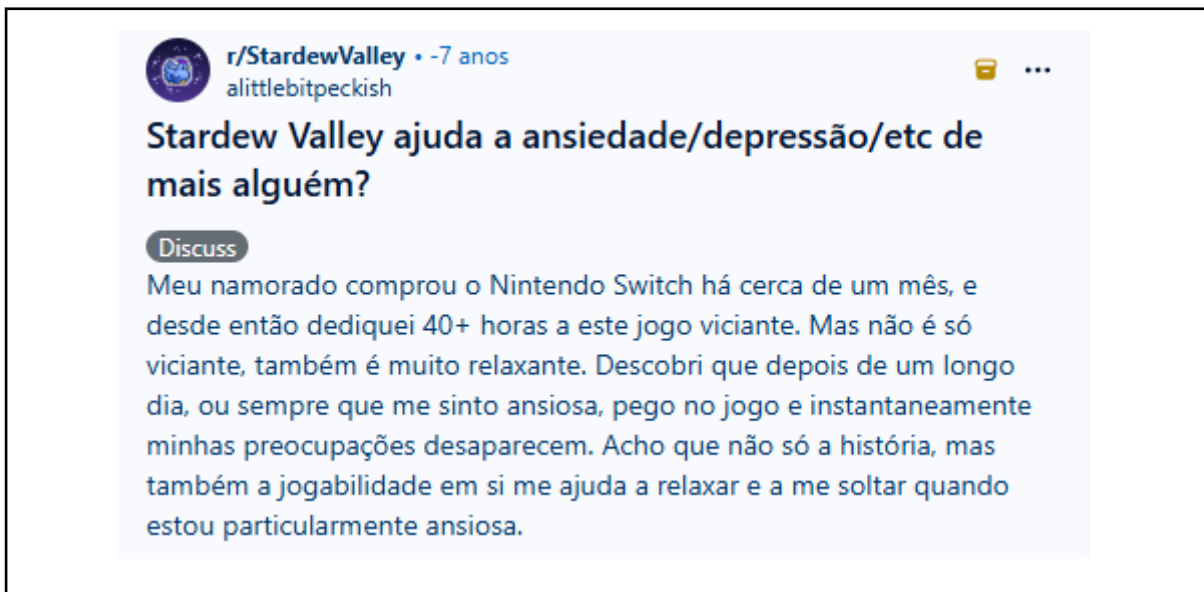 r/StardewValley • -7 anos
alittlebitpeckish
Stardew Valley ajuda a ansiedade/depressão/etc de
mais alguém?
Discuss
Meu namorado comprou o Nintendo Switch há cerca de um mês, e
desde então dediquei 40+ horas a este jogo viciante. Mas não é só
viciante, também é muito relaxante. Descobri que depois de um longo
dia, ou sempre que me sinto ansiosa, pego no jogo e instantaneamente
minhas preocupações desaparecem. Acho que não só a história, mas
também a jogabilidade em si me ajuda a relaxar e a me soltar quando
estou particularmente ansiosa.